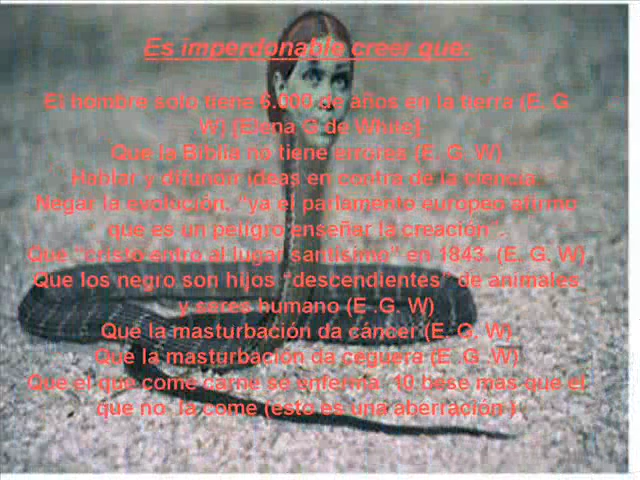 Es imperdonable creer que:
El hombre solo tiene 6.000 de años en la tierra (E. G.
W) [Elena G de White]
Que la Biblia no tiene errores (E. G. W)
Hablar y difundir ideas en contra de la ciencia.
Negar la evolución, “ya el parlamento europeo afirmo
que es un peligro enseñar la creación”.
Que “cristo entro al lugar santísimo” en 1843. (E. G. W)
Que los negro son hijos “descendientes” de animales
y seres humano (E .G. W)
Que la masturbación da cáncer (E. G. W)
Que la masturbación da ceguera (E. G .W)
Que el que come carne se enferma 10 bese mas que el
que no la come (esto es una aberración )